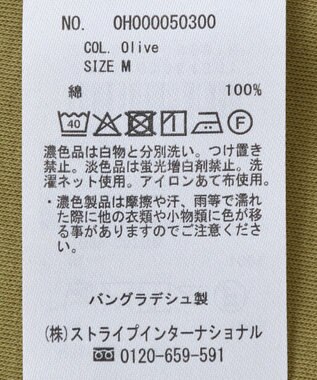 NO. OH000050300
COL. Olive
SIZE M
綿 100%
40 P F
濃色品は白物と分別洗い。つけ置き
禁止。淡色品は蛍光増白剤禁止。洗
濯ネット使用。アイロンあて布使用。
・濃色製品は摩擦や汗、雨等で濡れ
た際に他の衣類や小物類に色が移
る事がありますのでご注意くださ
い。
バングラデシュ製
(株)ストライプインターナショナル
0120-659-591